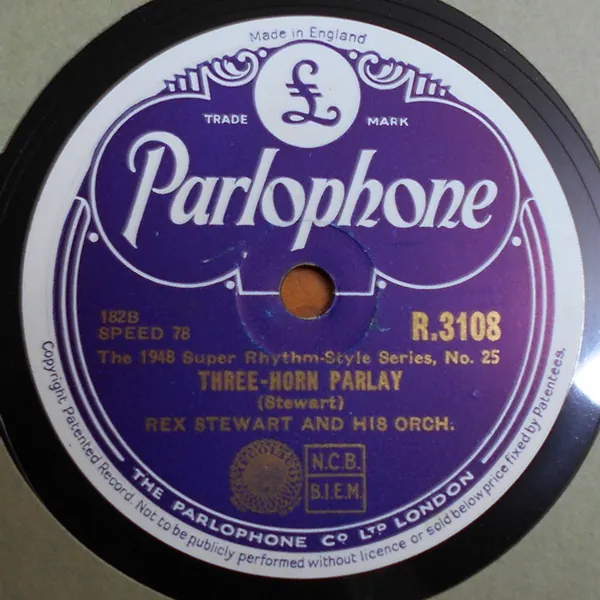 Made in England
£
TRADE MARK
Parlophone
182B
SPEED 78
R.3108
The 1948 Super Rhythm-Style Series, No. 25
THREE-HORN PARLAY
(Stewart)
REX STEWART AND HIS ORCH.
N.C.B.
B.I.E.M.
THE PARLOPHONE CO LTD LONDON
Copyright Patented Record. Not to be publicly performed without licence or sold below price fixed by Patentees.